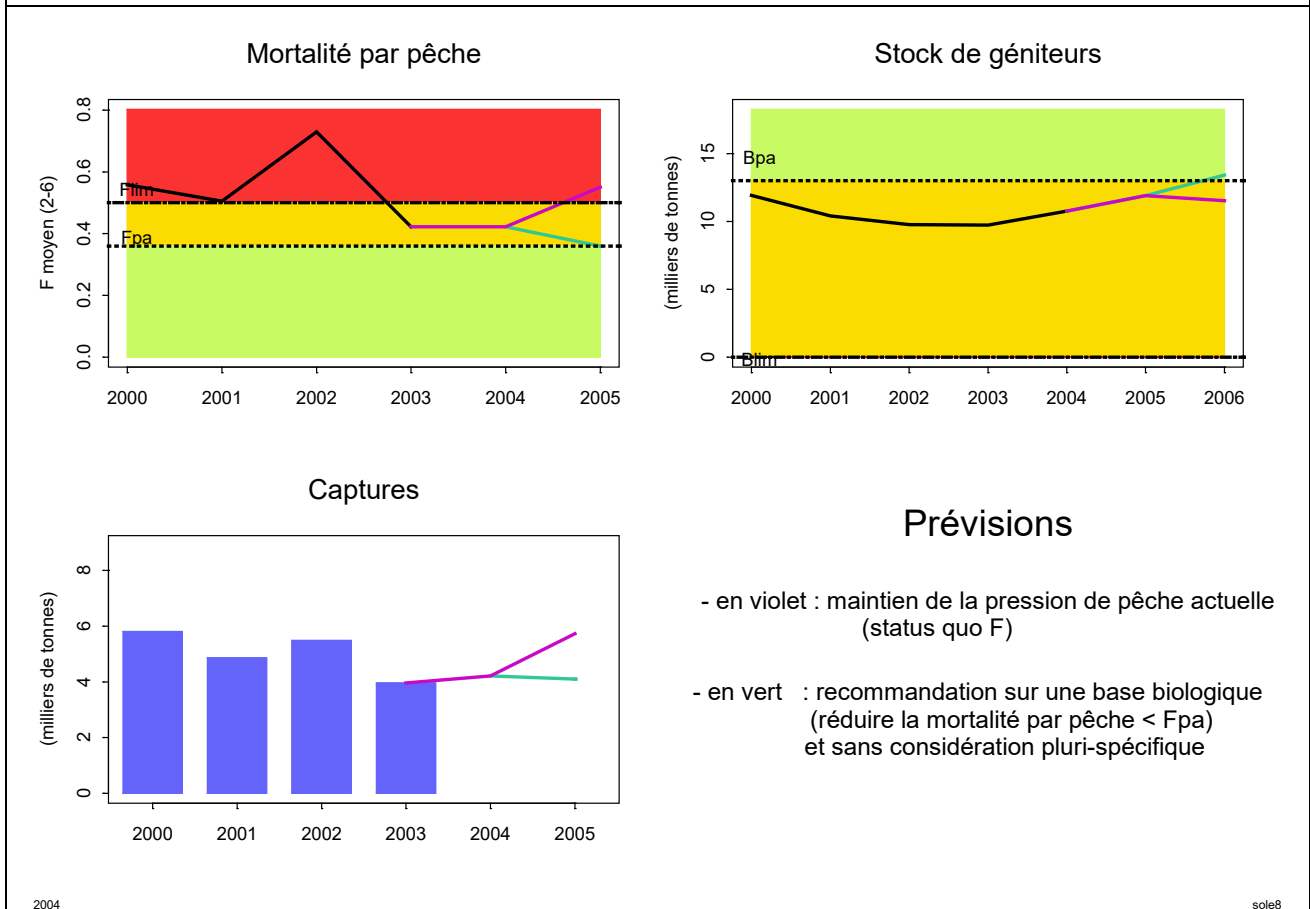 Mortalité par pêche
F moyen (2-6)
0.8
0.6
0.4
0.2
0.0
Flim
Fpa
2000 2001 2002 2003 2004 2005
Stock de géniteurs
(milliers de tonnes)
15
10
5
0
Bpa
Blim
2000 2001 2002 2003 2004 2005 2006
Captures
(milliers de tonnes)
8
6
4
2
0
2000 2001 2002 2003 2004 2005
Prévisions
- en violet : maintien de la pression de pêche actuelle
(status quo F)
- en vert : recommandation sur une base biologique
(réduire la mortalité par pêche < Fpa)
et sans considération pluri-spécifique
2004
sole8